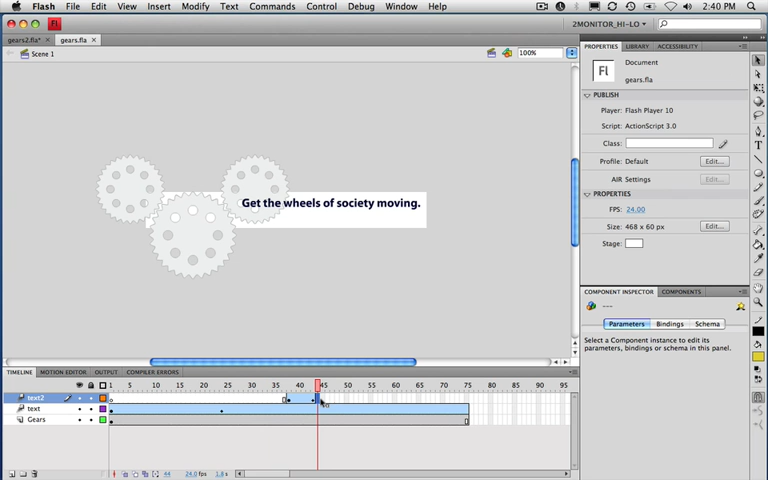 Flash File Edit View Insert Modify Text Commands Control Debug Window Help 2:40 PM
Fl 2MONITOR_HI-LO
gears2.fla* gears.fla
Scene 1 100%
Get the wheels of society moving.
PROPERTIES LIBRARY ACCESSIBILITY
Fl Document
gears.fla
PUBLISH
Player: Flash Player 10
Script: ActionScript 3.0
Class:
Profile: Default Edit...
AIR Settings Edit...
PROPERTIES
FPS: 24.00
Size: 468 x 60 px Edit...
Stage:
COMPONENT INSPECTOR COMPONENTS
---
Parameters Bindings Schema
Select a Component instance to edit its
parameters, bindings or schema in this panel.
TIMELINE MOTION EDITOR OUTPUT COMPILER ERRORS
1 5 10 15 20 25 30 35 40 45 50 55 60 65 70 75 80 85 90 95
text2
text
Gears
44 24.0 fps 1.8 s